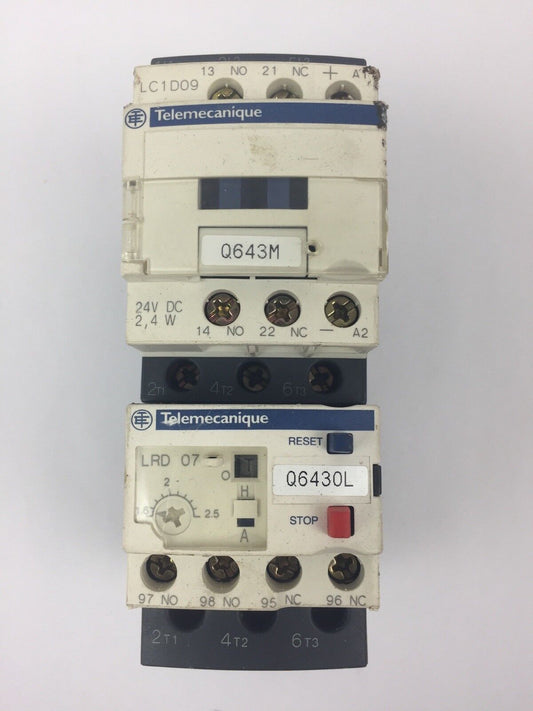 13 NO 21 NC + A1
LC1D09
Telemecanique
Q643M
24V DC
2,4 W
14 NO 22 NC — A2
2T1 4T2 6T3
Telemecanique
RESET
LRD 07
O T
Q6430L
2
H
1.6 2.5
STOP
A
97 NO 98 NO 95 NC 96 NC
2T1 4T2 6T3